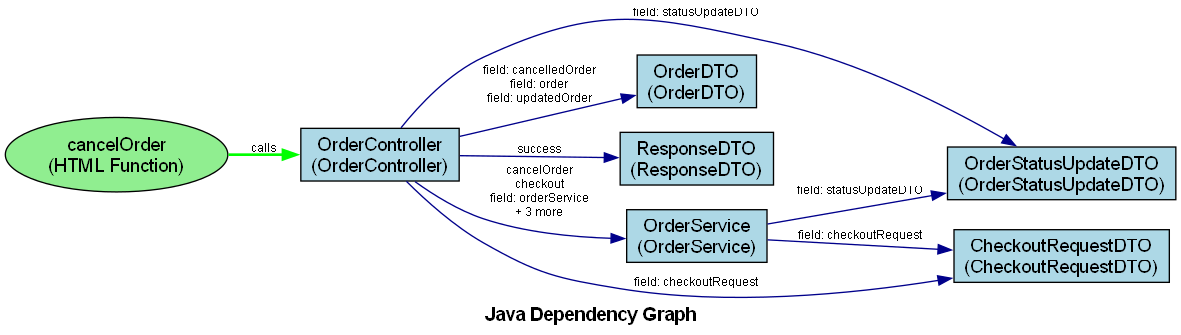 field: statusUpdateDTO
field: cancelledOrder
field: order
field: updatedOrder
OrderDTO
(OrderDTO)
cancelOrder
(HTML Function)
calls
OrderController
(OrderController)
success
ResponseDTO
(ResponseDTO)
cancelOrder
checkout
field: orderService
+ 3 more
OrderService
(OrderService)
field: statusUpdateDTO
OrderStatusUpdateDTO
(OrderStatusUpdateDTO)
field: checkoutRequest
CheckoutRequestDTO
(CheckoutRequestDTO)
field: checkoutRequest
Java Dependency Graph